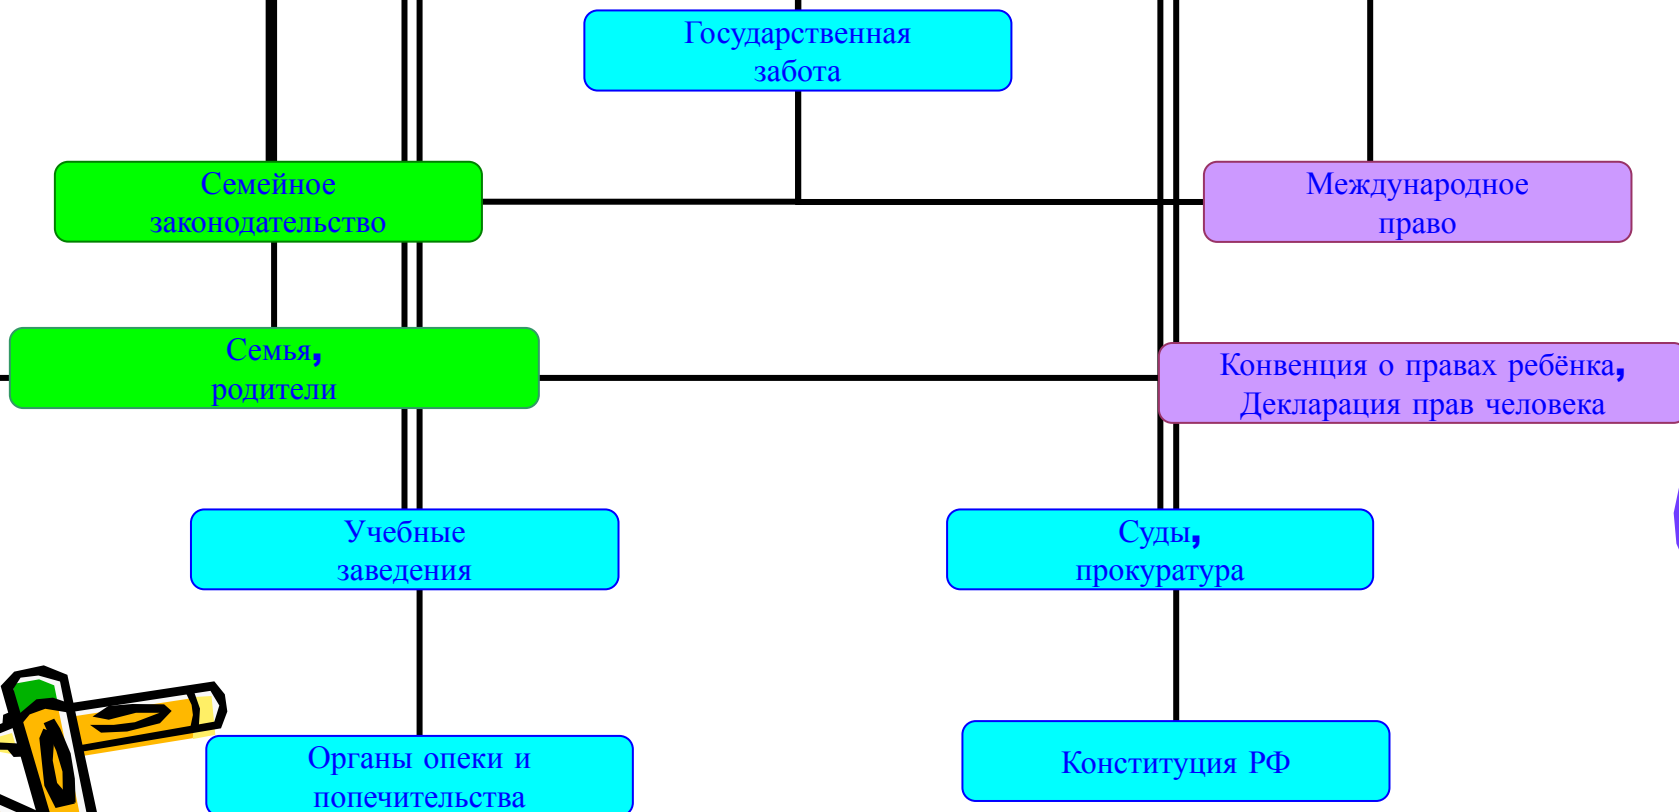 Государственная
забота
Семейное
законодательство
Международное
право
Семья,
родители
Конвенция о правах ребёнка,
Декларация прав человека
Учебные
заведения
Суды,
прокуратура
Органы опеки и
попечительства
Конституция РФ